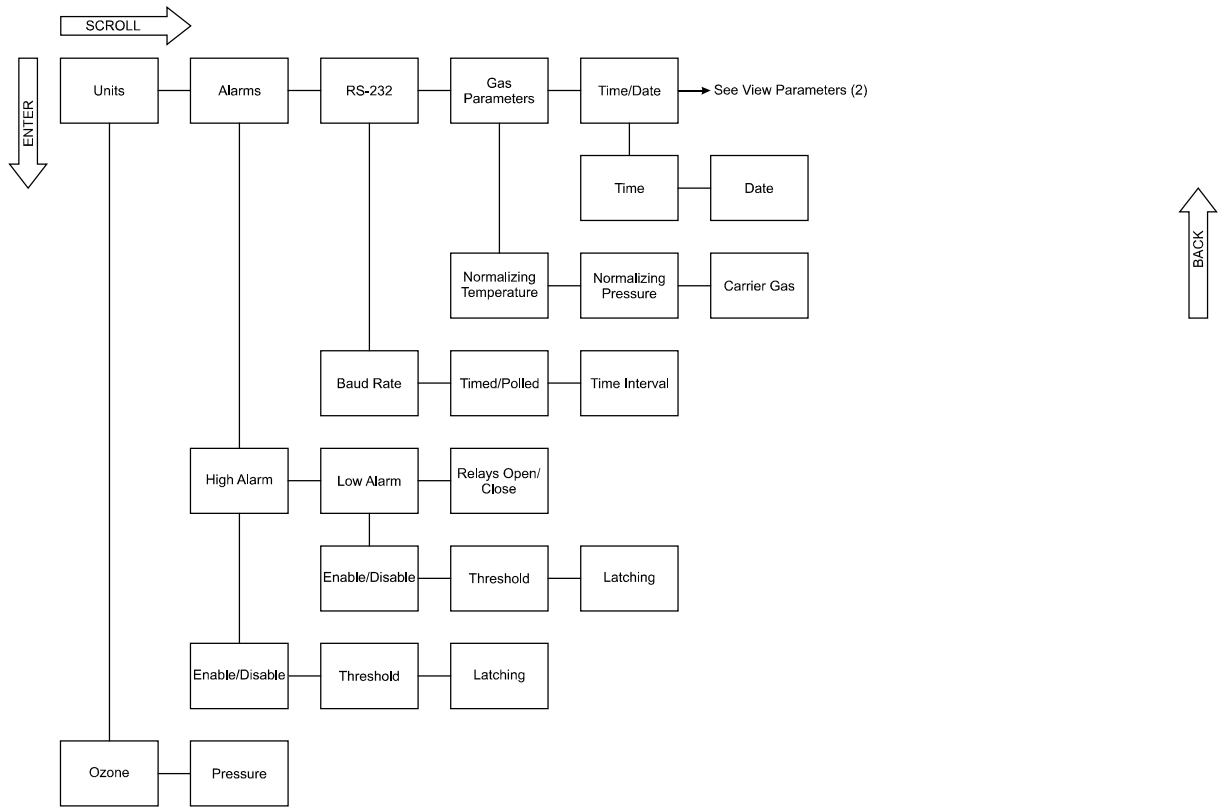 SCROLL
ENTER
Units
Alarms
RS-232
Gas
Parameters
Time/Date
See View Parameters (2)
Time
Date
BACK
Normalizing
Temperature
Normalizing
Pressure
Carrier Gas
Baud Rate
Timed/Polled
Time Interval
High Alarm
Low Alarm
Relays Open/
Close
Enable/Disable
Threshold
Latching
Enable/Disable
Threshold
Latching
Ozone
Pressure